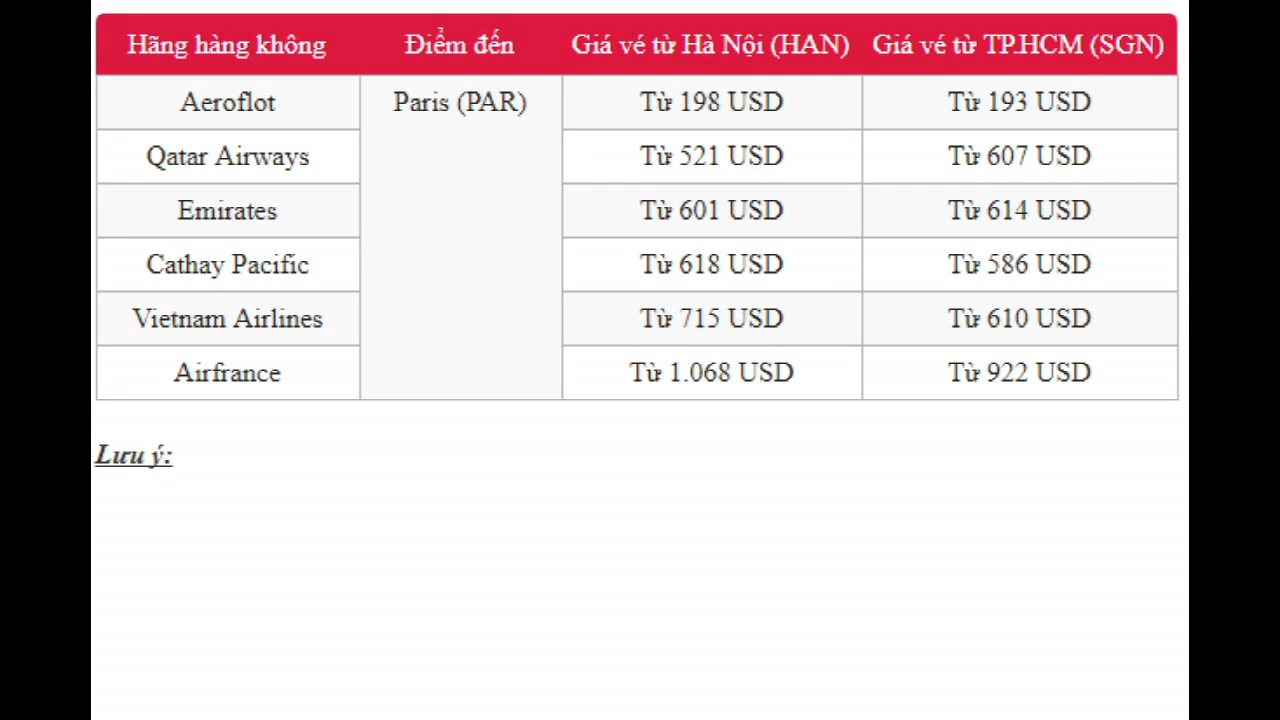 Hãng hàng không Điểm đến Giá vé từ Hà Nội (HAN) Giá vé từ TP.HCM (SGN)
Aeroflot Paris (PAR) Từ 198 USD Từ 193 USD
Qatar Airways Từ 521 USD Từ 607 USD
Emirates Từ 601 USD Từ 614 USD
Cathay Pacific Từ 618 USD Từ 586 USD
Vietnam Airlines Từ 715 USD Từ 610 USD
Airfrance Từ 1.068 USD Từ 922 USD
Lưu ý: